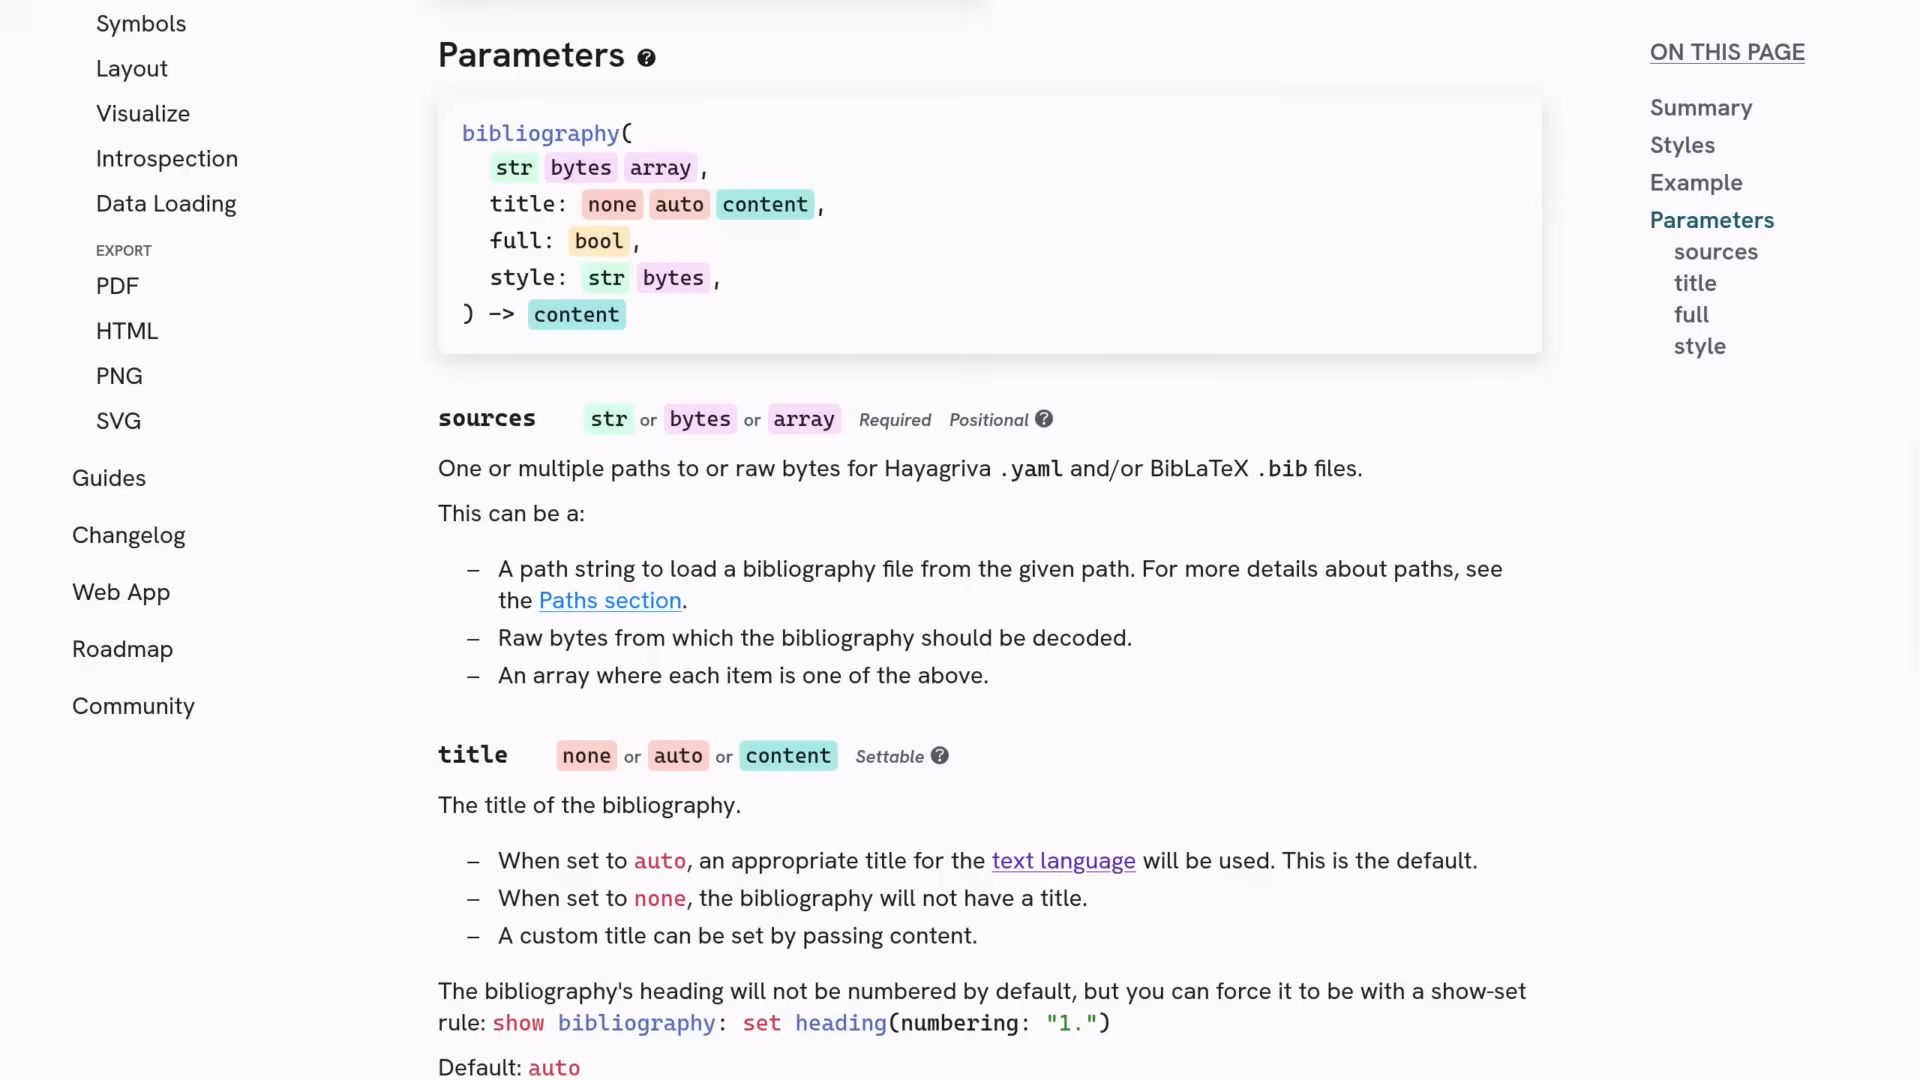 Symbols
Layout
Visualize
Introspection
Data Loading
EXPORT
PDF
HTML
PNG
SVG
Guides
Changelog
Web App
Roadmap
Community
Parameters ?
bibliography(
str bytes array,
title: none auto content,
full: bool,
style: str bytes,
) -> content
sources str or bytes or array Required Positional ?
One or multiple paths to or raw bytes for Hayagriva .yaml and/or BibLaTeX .bib files.
This can be a:
– A path string to load a bibliography file from the given path. For more details about paths, see
the Paths section.
– Raw bytes from which the bibliography should be decoded.
– An array where each item is one of the above.
title none or auto or content Settable ?
The title of the bibliography.
– When set to auto, an appropriate title for the text language will be used. This is the default.
– When set to none, the bibliography will not have a title.
– A custom title can be set by passing content.
The bibliography's heading will not be numbered by default, but you can force it to be with a show-set
rule: show bibliography: set heading(numbering: "1.")
Default: auto
ON THIS PAGE
Summary
Styles
Example
Parameters
sources
title
full
style